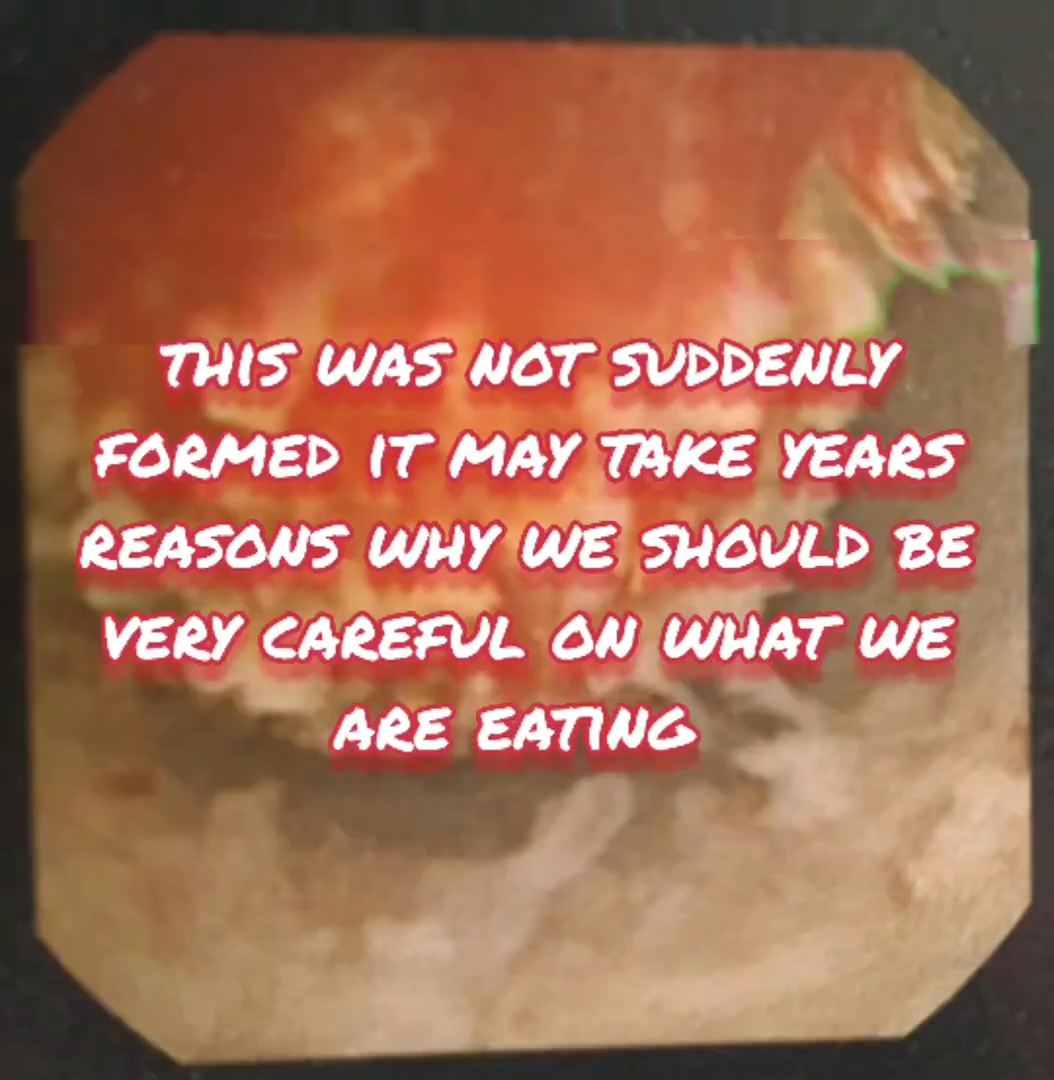 THIS WAS NOT SUDDENLY
FORMED IT MAY TAKE YEARS
REASONS WHY WE SHOULD BE
VERY CAREFUL ON WHAT WE
ARE EATING